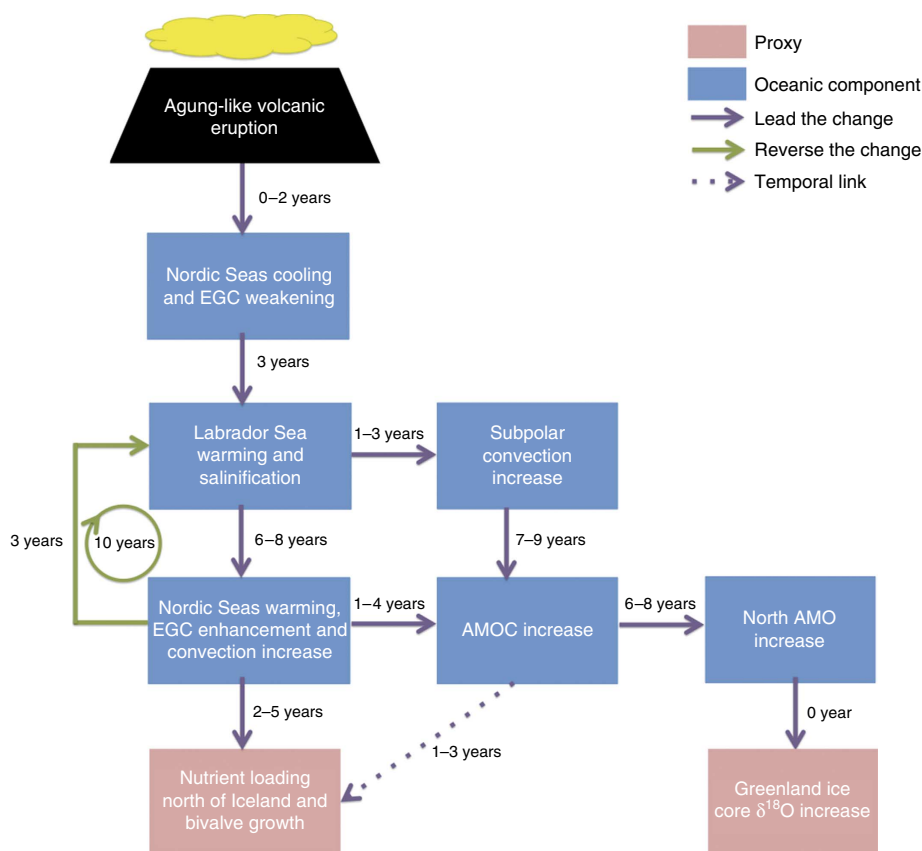 Agung-like volcanic
eruption
Proxy
Oceanic component
Lead the change
Reverse the change
Temporal link
0–2 years
Nordic Seas cooling
and EGC weakening
3 years
Labrador Sea
warming and
salinification
1–3 years
Subpolar
convection
increase
3 years
10 years
6–8 years
7–9 years
Nordic Seas warming,
EGC enhancement and
convection increase
1–4 years
AMOC increase
6–8 years
North AMO
increase
2–5 years
1–3 years
0 year
Nutrient loading
north of Iceland and
bivalve growth
Greenland ice
core δ¹⁸O increase